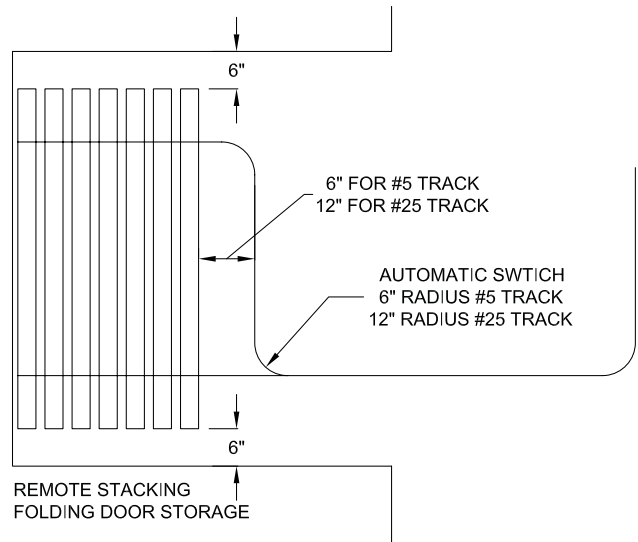 6"
6" FOR #5 TRACK
12" FOR #25 TRACK
AUTOMATIC SWTICH
6" RADIUS #5 TRACK
12" RADIUS #25 TRACK
6"
REMOTE STACKING
FOLDING DOOR STORAGE